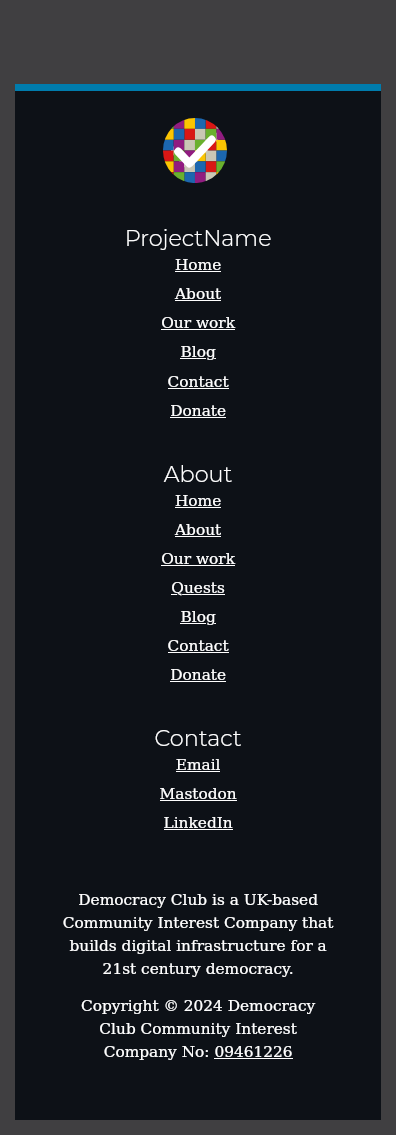 ProjectName
Home
About
Our work
Blog
Contact
Donate
About
Home
About
Our work
Quests
Blog
Contact
Donate
Contact
Email
Mastodon
LinkedIn
Democracy Club is a UK-based
Community Interest Company that
builds digital infrastructure for a
21st century democracy.
Copyright © 2024 Democracy
Club Community Interest
Company No: 09461226